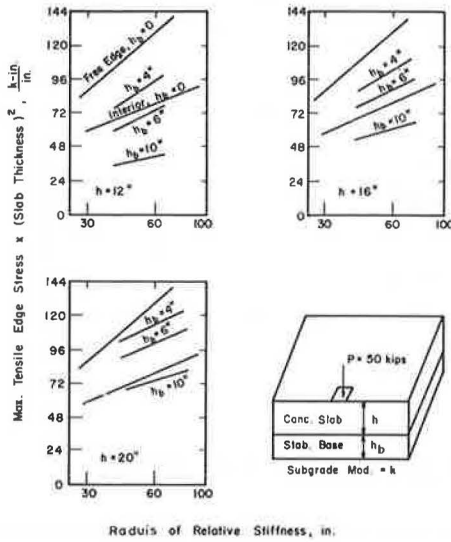 Max. Tensile Edge Stress x (Slab Thickness)², k-in./in.
144
120
96
72
48
24
0
Free Edge, h_b=0
h_b=4"
Interior, h_b=0
h_b=6"
h_b=10"
h=12"
30 60 100
144
120
96
72
48
24
0
h_b=4"
h_b=6"
h_b=10"
h=16"
30 60 100
144
120
96
72
48
24
0
h_b=4"
h_b=6"
h_b=10"
h=20"
30 60 100
P=50 kips
Conc. Slab h
Stab. Base h_b
Subgrade Mod. = k
Raduis of Relative Stiffness, in.